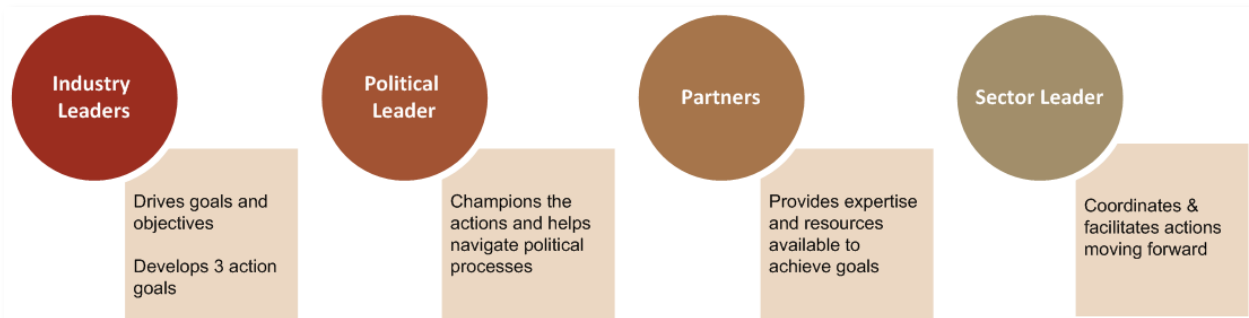 Industry
Leaders
Drives goals and
objectives
Develops 3 action
goals
Political
Leader
Champions the
actions and helps
navigate political
processes
Partners
Provides expertise
and resources
available to
achieve goals
Sector Leader
Coordinates &
facilitates actions
moving forward